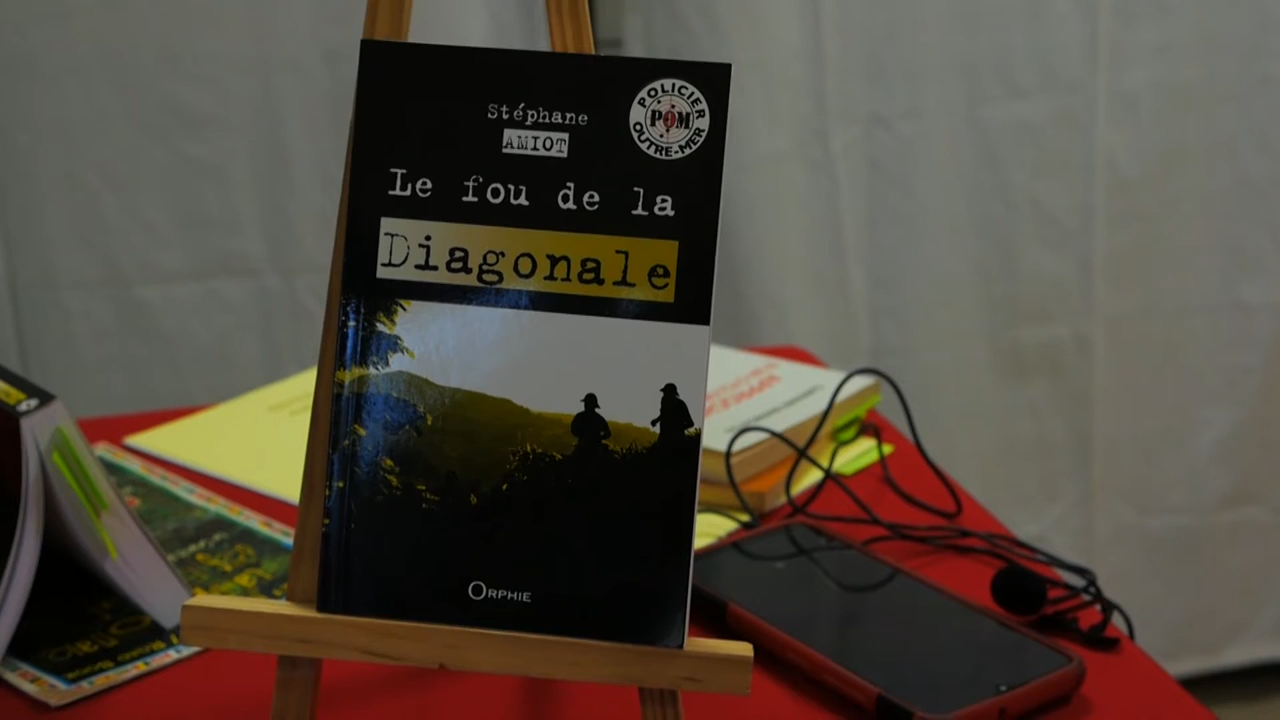 Stéphane
AMIOT
POLICIER
POM
OUTRE-MER
Le fou de la
Diagonale
ORPHIE